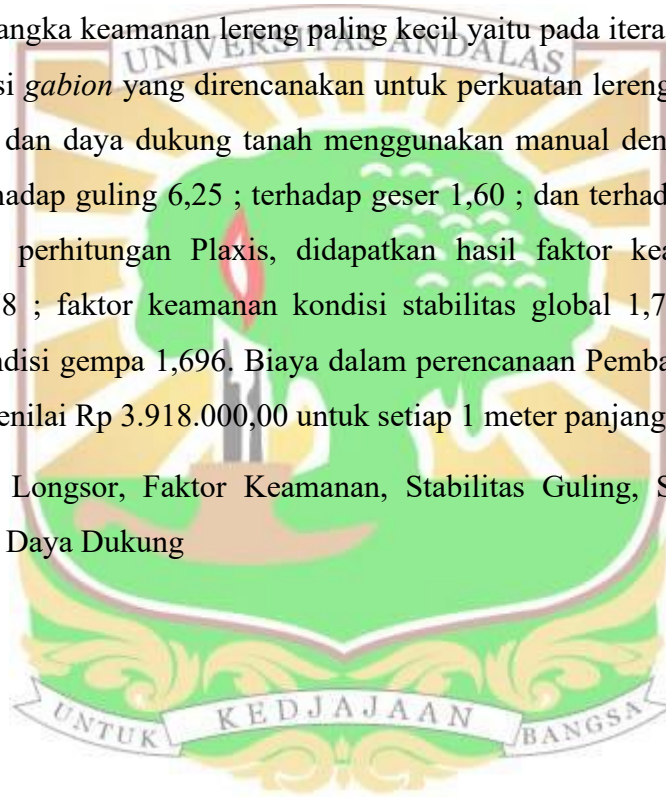 angka keamanan lereng paling kecil yaitu pada itera
UNIVERSITAS ANDALAS
si gabion yang direncanakan untuk perkuatan lereng
dan daya dukung tanah menggunakan manual den
hadap guling 6,25 ; terhadap geser 1,60 ; dan terhad
perhitungan Plaxis, didapatkan hasil faktor kea
8 ; faktor keamanan kondisi stabilitas global 1,7
ndisi gempa 1,696. Biaya dalam perencanaan Pemba
enilai Rp 3.918.000,00 untuk setiap 1 meter panjang
Longsor, Faktor Keamanan, Stabilitas Guling, S
Daya Dukung
UNTUK KEDJAJAAN BANGSA